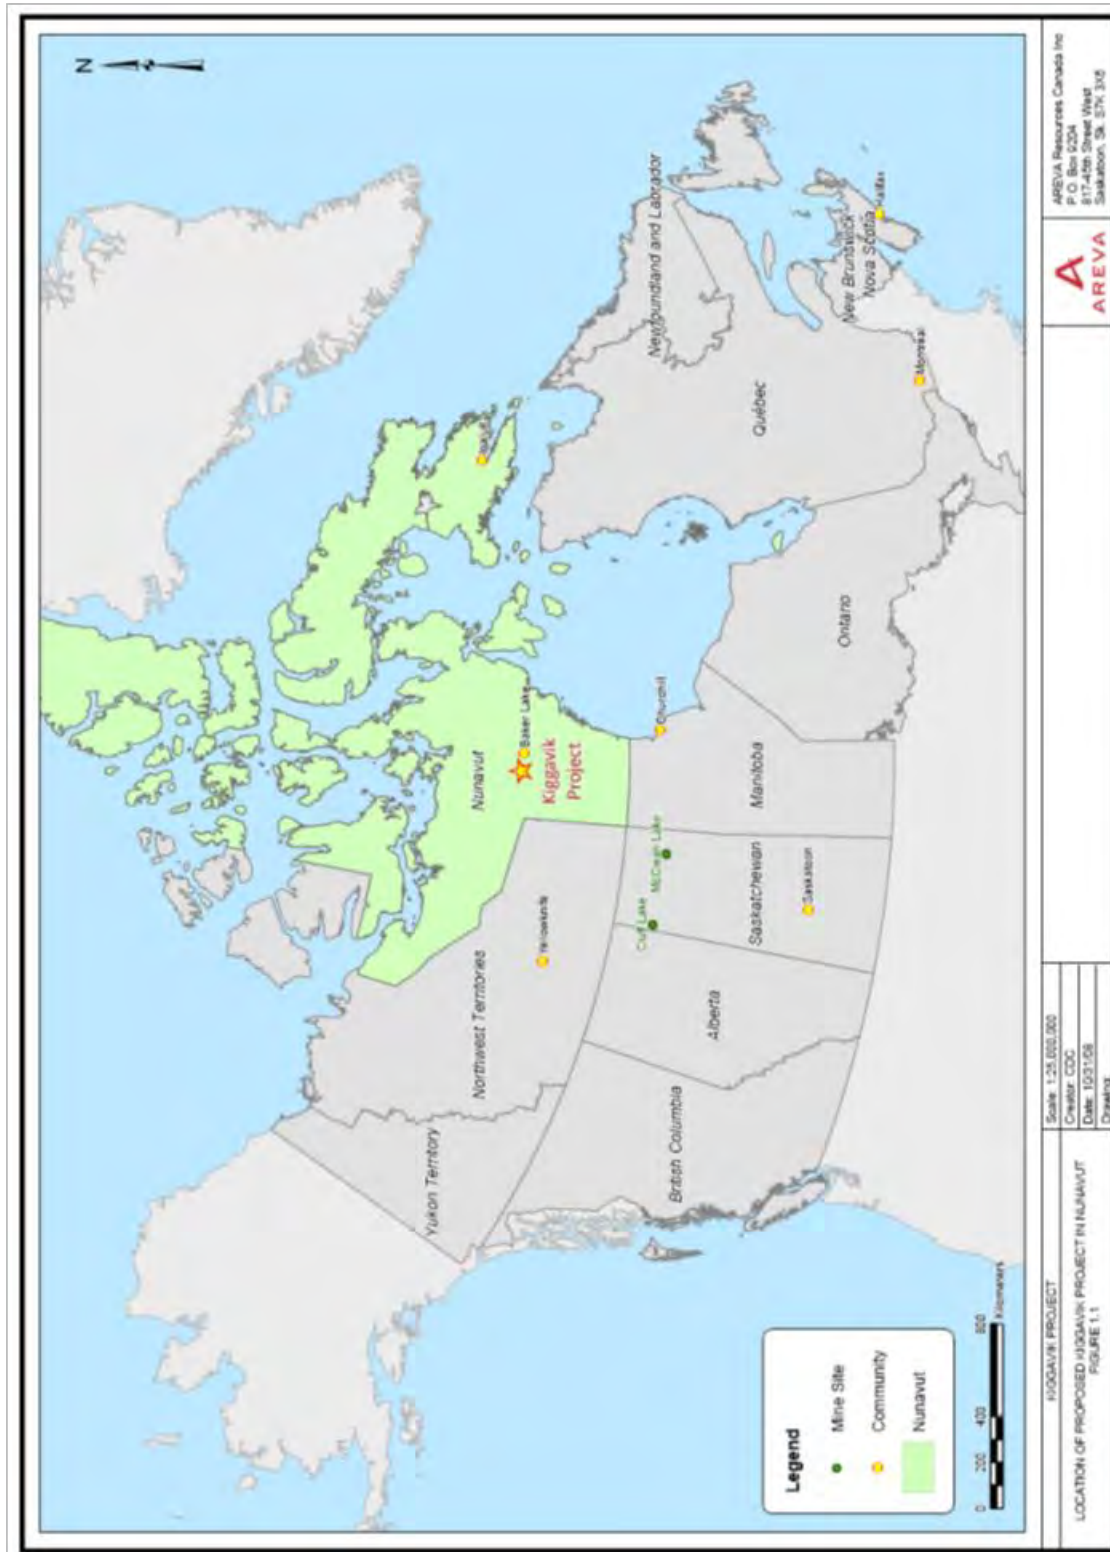 N
Newfoundland and Labrador
New Brunswick
Nova Scotia
Halifax
Montreal
Québec
Ontario
Churchill
Manitoba
Nunavut
Baker Lake
Kiggavik
Project
Cluff Lake
McClean Lake
Saskatchewan
Saskatoon
Yellowknife
Northwest Territories
Alberta
British Columbia
Yukon Territory
Legend
Mine Site
Community
Nunavut
0 200 400 800
Kilometers
KIGGAVIK PROJECT
LOCATION OF PROPOSED KIGGAVIK PROJECT IN NUNAVUT
FIGURE 1.1
Scale: 1:25,000,000
Creator: CDC
Date: 10/31/08
Drawing:
AREVA
AREVA Resources Canada Inc
P.O. Box 9204
817-45th Street West
Saskatoon, Sk. S7K 3X5